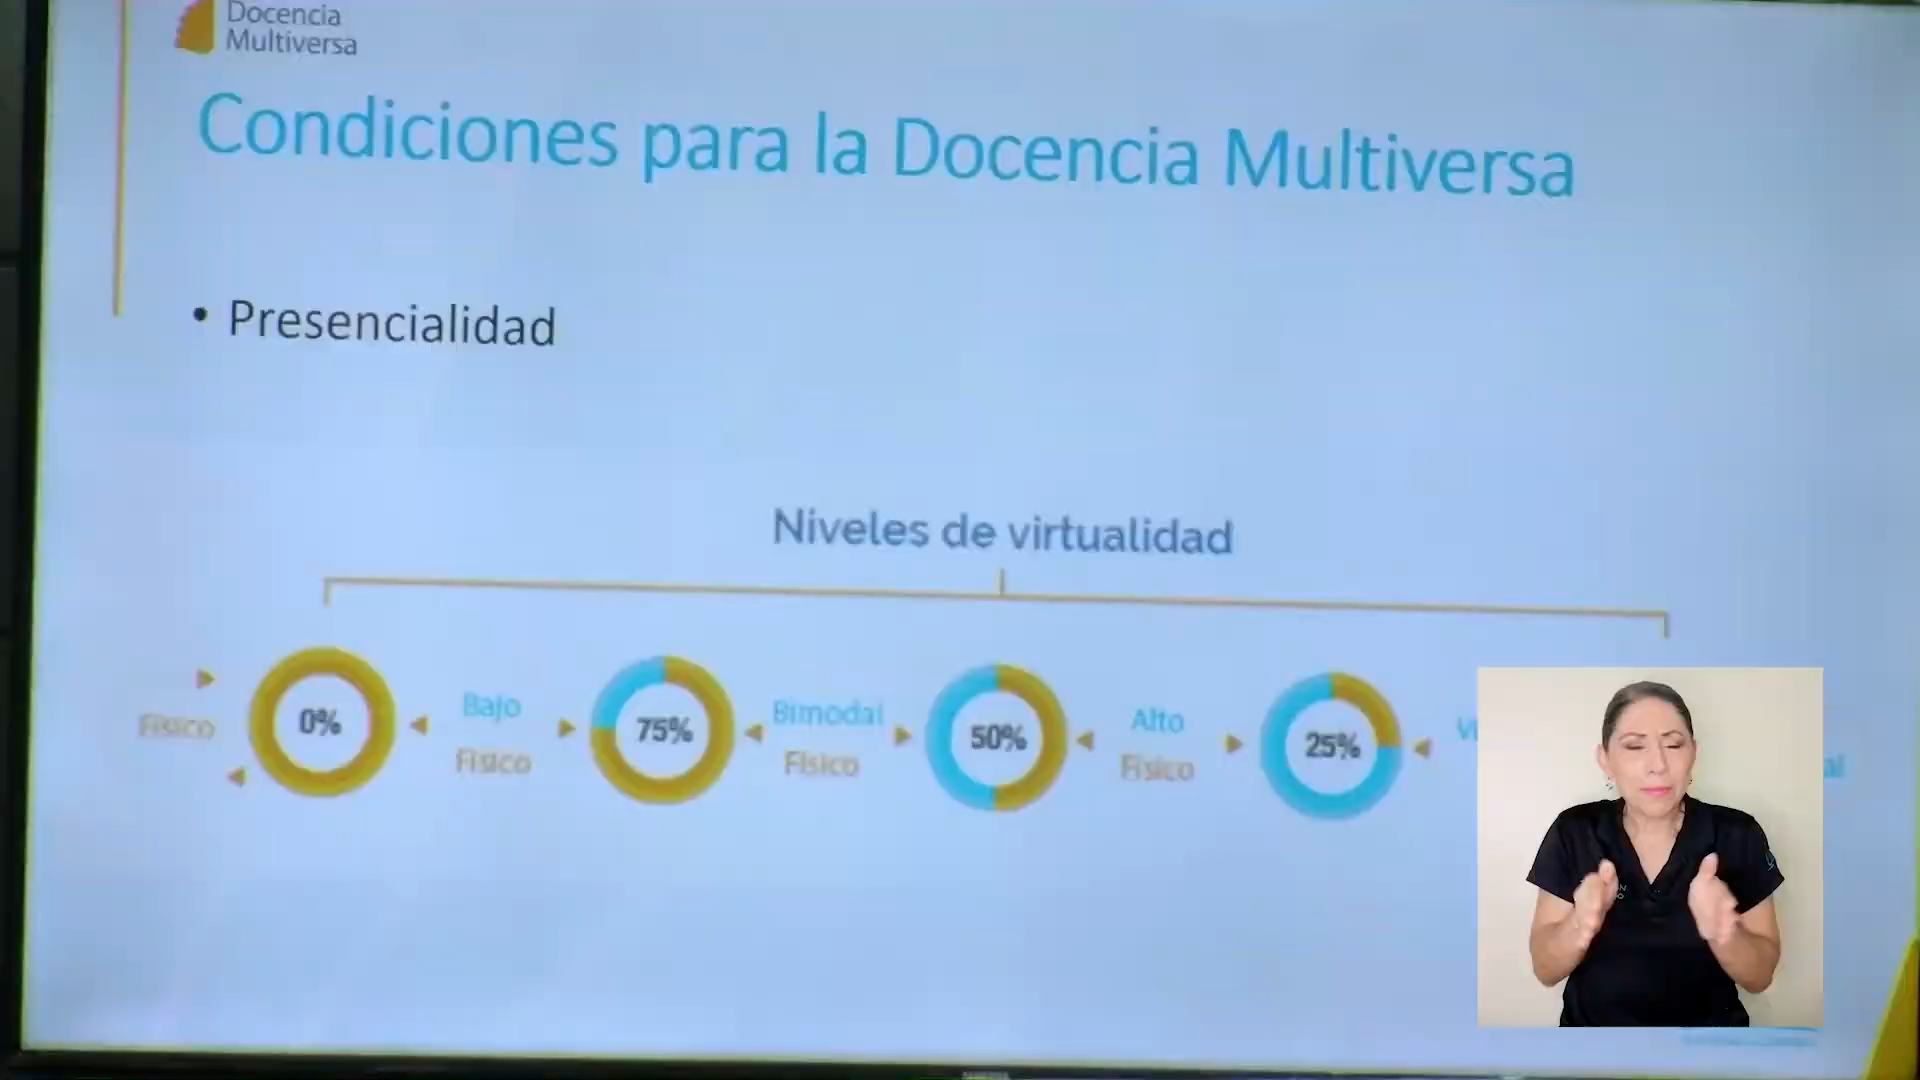 Docencia
Multiversa
Condiciones para la Docencia Multiversa
• Presencialidad
Niveles de virtualidad
Físico
0%
Bajo
Físico
75%
Bimodal
Físico
50%
Alto
Físico
25%